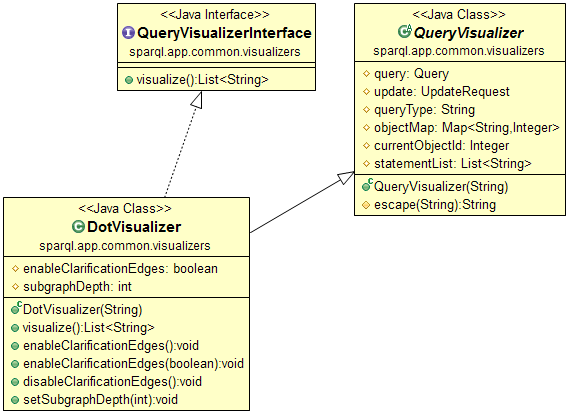 <<Java Interface>>
QueryVisualizerInterface
sparql.app.common.visualizers
visualize():List<String>
<<Java Class>>
QueryVisualizer
sparql.app.common.visualizers
query: Query
update: UpdateRequest
queryType: String
objectMap: Map<String,Integer>
currentObjectId: Integer
statementList: List<String>
QueryVisualizer(String)
escape(String):String
<<Java Class>>
DotVisualizer
sparql.app.common.visualizers
enableClarificationEdges: boolean
subgraphDepth: int
DotVisualizer(String)
visualize():List<String>
enableClarificationEdges():void
enableClarificationEdges(boolean):void
disableClarificationEdges():void
setSubgraphDepth(int):void